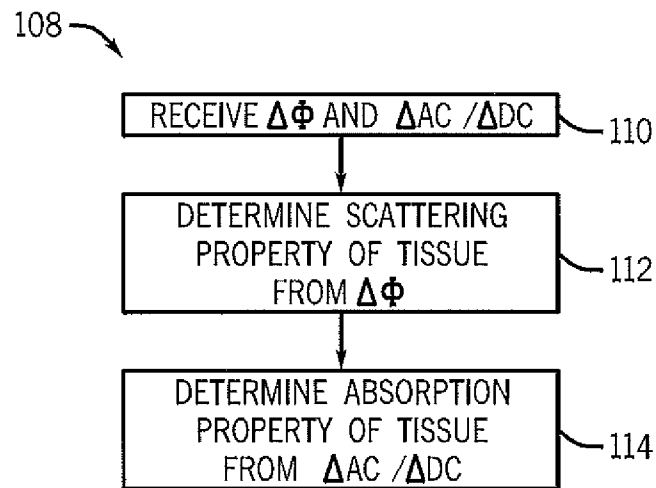 108
RECEIVE ΔΦ AND ΔAC /ΔDC
110
DETERMINE SCATTERING
PROPERTY OF TISSUE
FROM ΔΦ
112
DETERMINE ABSORPTION
PROPERTY OF TISSUE
FROM ΔAC /ΔDC
114